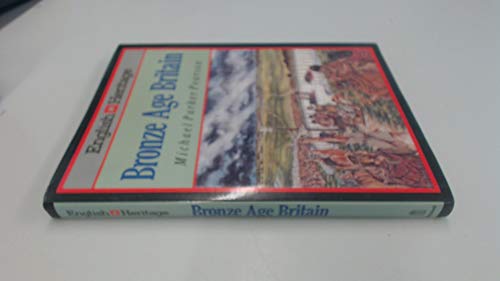 English Heritage
Bronze Age Britain
Michael Parker Pearson
English Heritage Bronze Age Britain